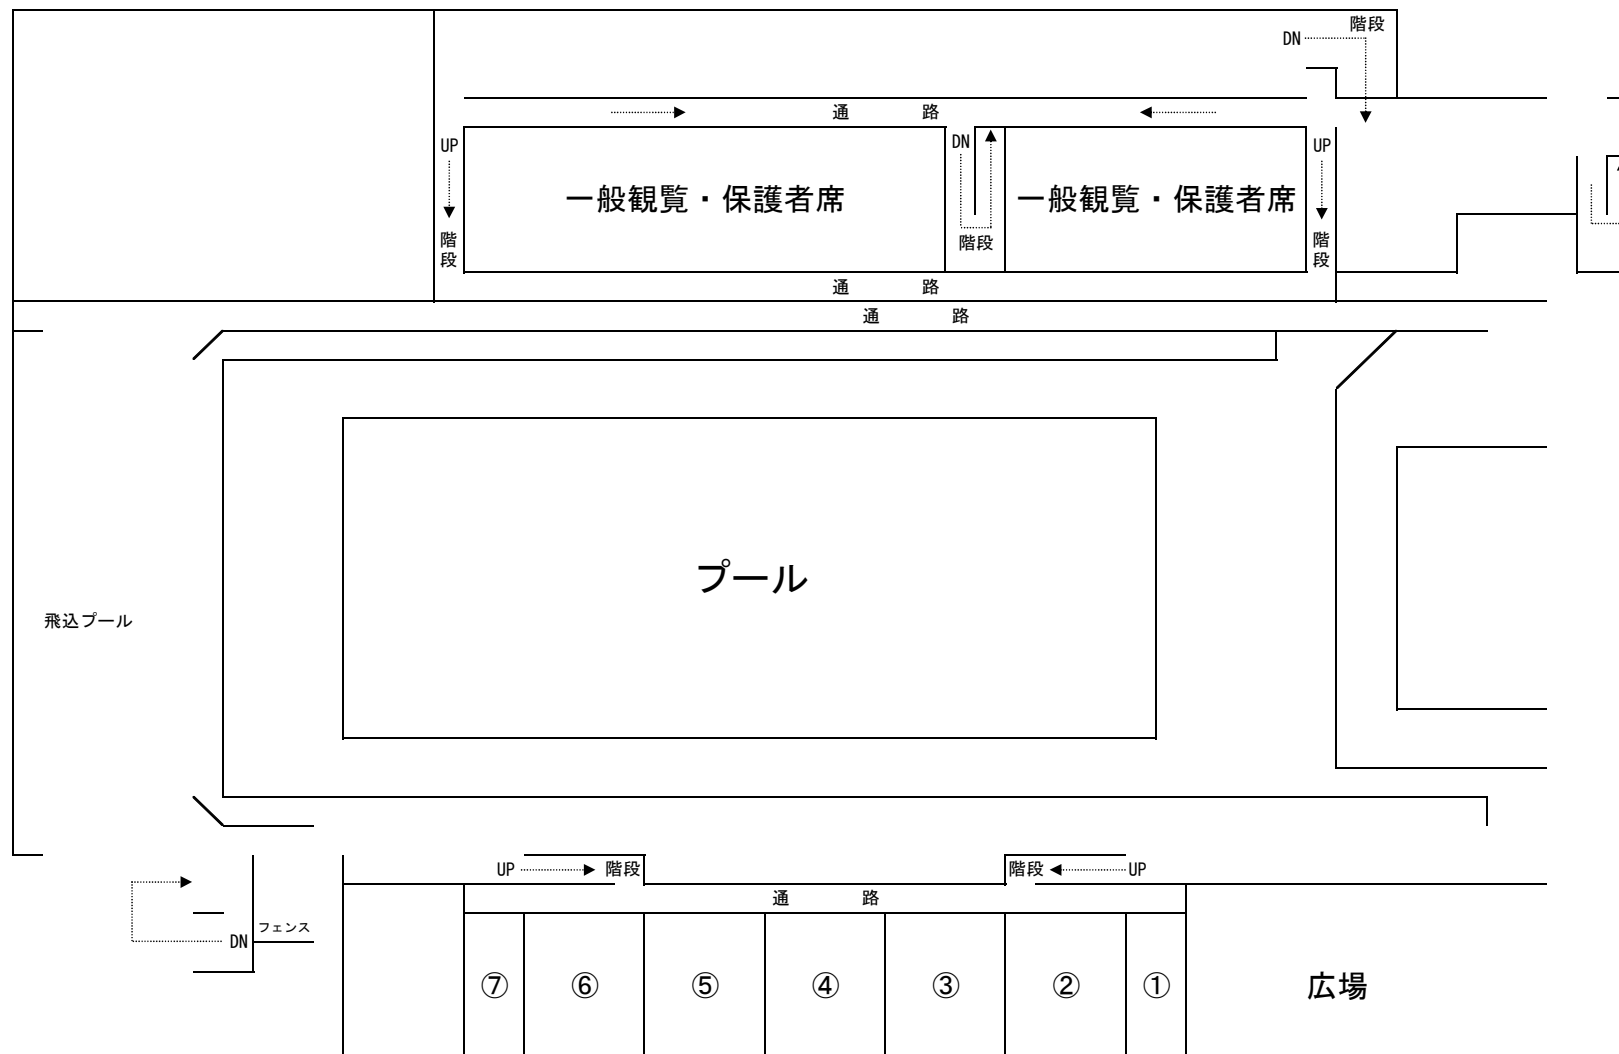 階段
DN
通　路
UP
DN
UP
一般観覧・保護者席
一般観覧・保護者席
階段
階段
階段
通　路
通　路
プール
飛込プール
UP
階段
階段
UP
通　路
フェンス
DN
⑦
⑥
⑤
④
③
②
①
広場